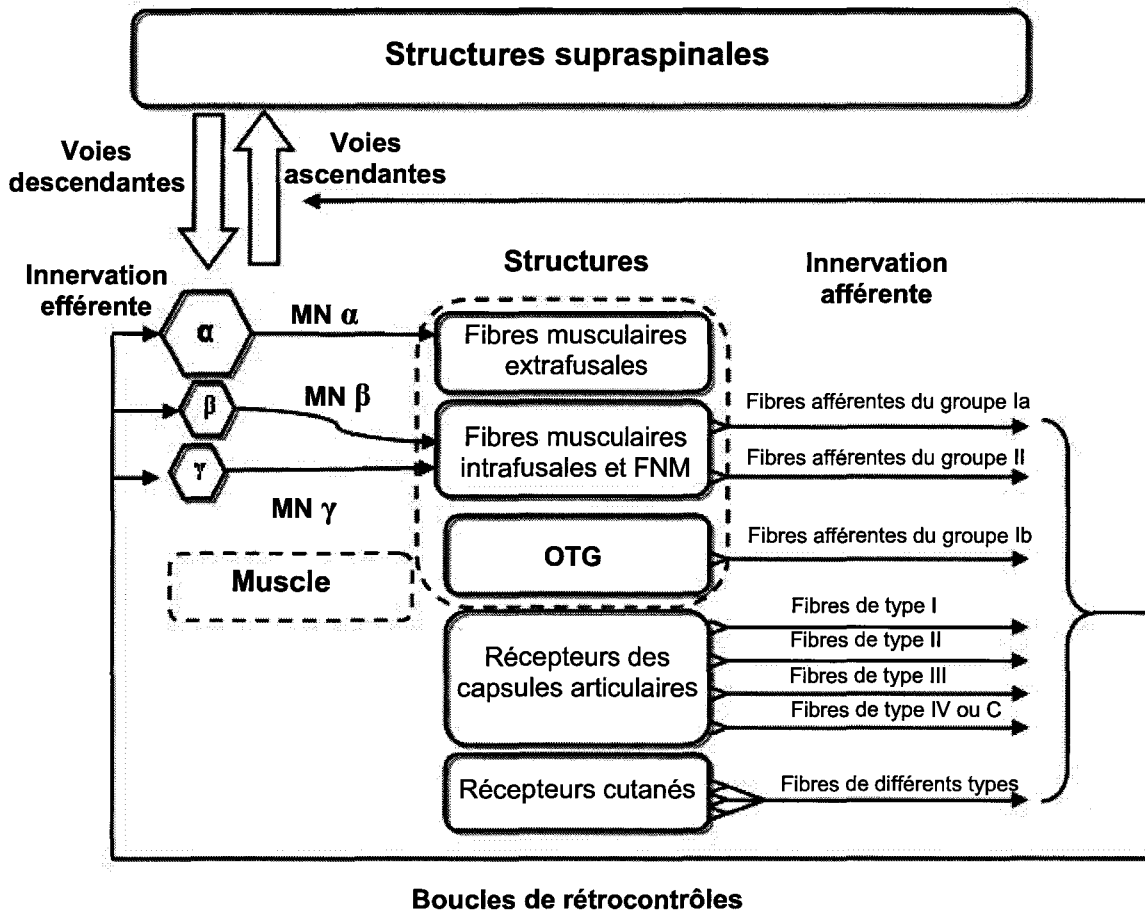 Structures supraspinales
Voies
descendantes
Voies
ascendantes
Innervation
efférente
Structures
Innervation
afférente
α
MN α
Fibres musculaires
extrafusales
β
MN β
Fibres musculaires
intrafusales et FNM
Fibres afférentes du groupe Ia
Fibres afférentes du groupe II
γ
MN γ
OTG
Fibres afférentes du groupe Ib
Muscle
Récepteurs des
capsules articulaires
Fibres de type I
Fibres de type II
Fibres de type III
Fibres de type IV ou C
Récepteurs cutanés
Fibres de différents types
Boucles de rétrocontrôles